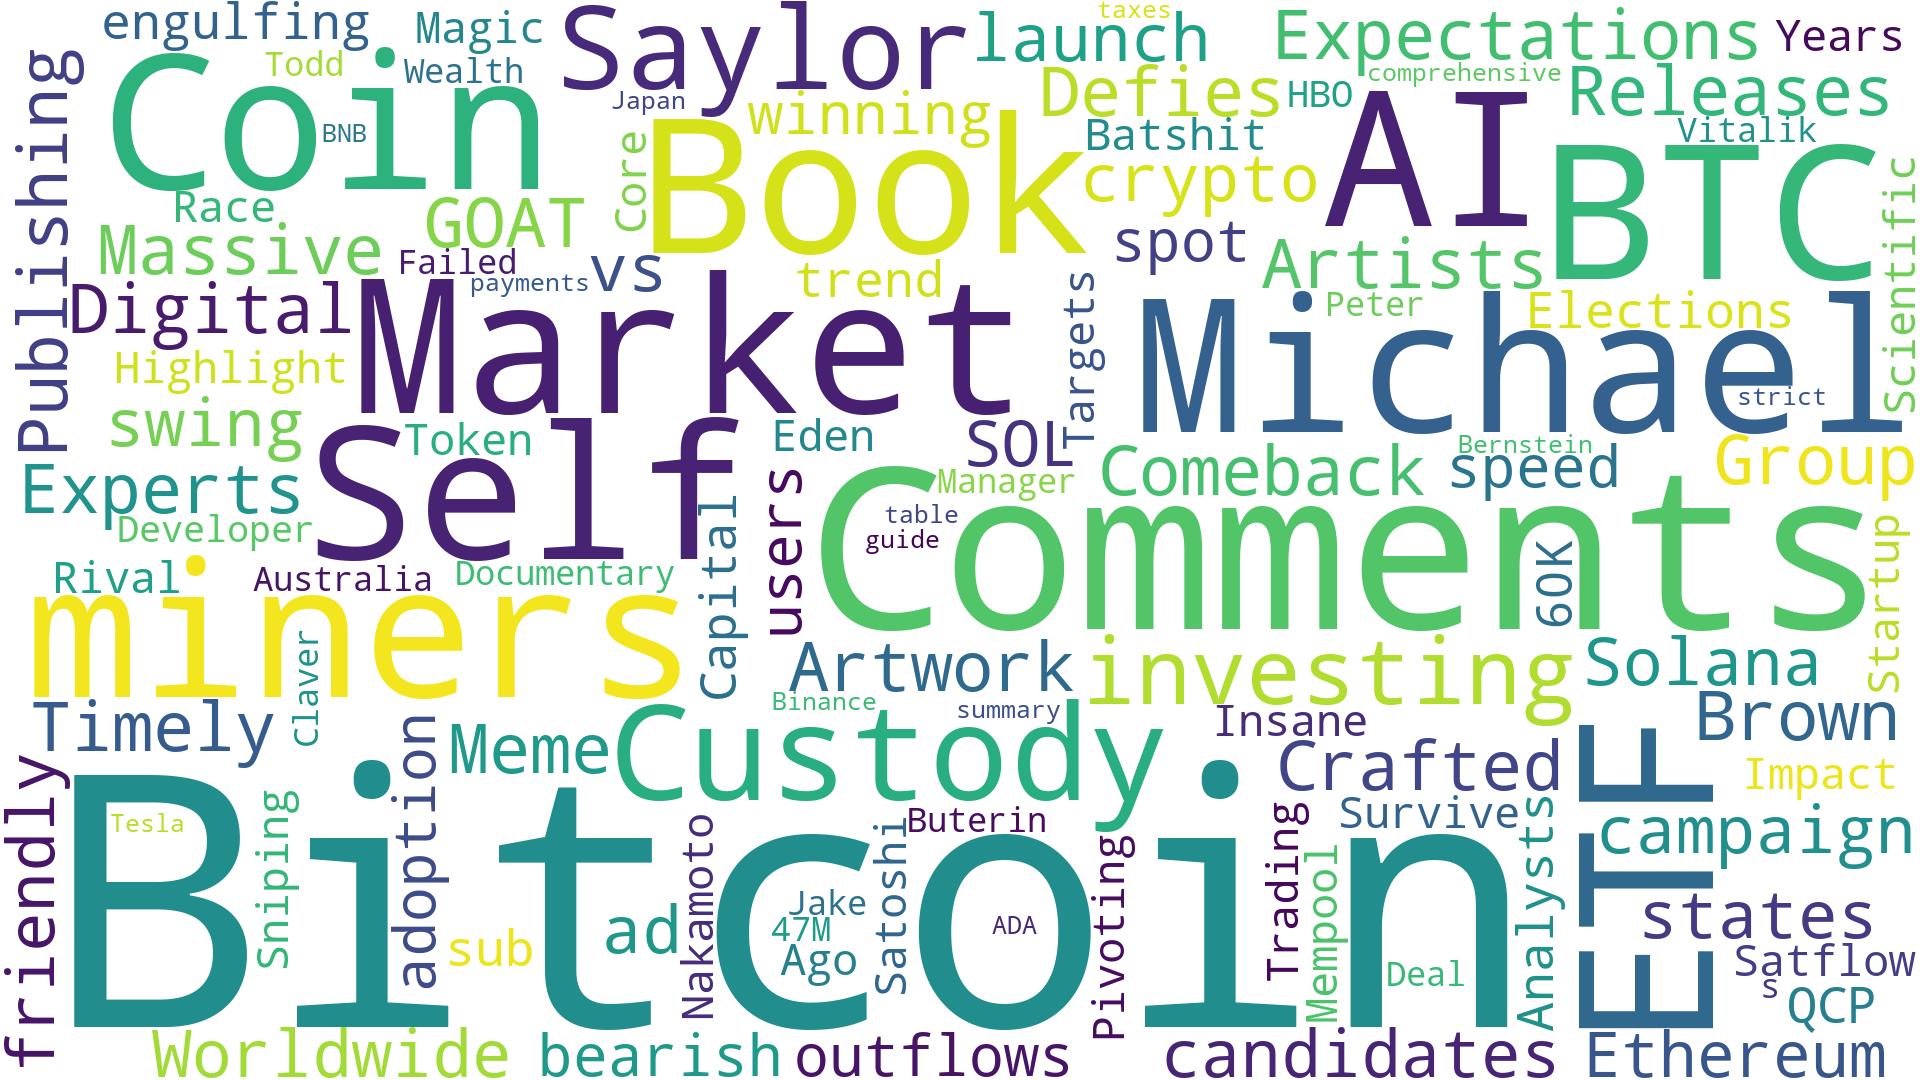 engulfing
Magic
Saylor
launch
taxes
Expectations
Years
Todd
Wealth
Coin
BNB
Japan
winning
Defies
HBO
comprehensive
Releases
Publishing
Core
Book
Batshit
crypto
AI
Vitalik
BTC
Scientific
Race
GOAT
Massive
Failed
payments
vs
trend
spot
Artists
Digital
Market
Targets
Peter
Elections
Michael
strict
Highlight
swing
Token
Self
Eden
SOL
Manager
Comeback
Bernstein
speed
Group
Experts
Developer
users
table
guide
Comments
60K
Startup
Rival
Australia
Documentary
Capital
miners
Claver
Artwork
investing
Solana
Timely
Binance
summary
Insane
Brown
friendly
adoption
Meme
Custody
Crafted
ETF
Impact
Tesla
Bitcoin
Sniping
Buterin
Survive
campaign
sub
ad
Nakamoto
Jake
47M
Ago
Satoshi
ADA
Pivoting
Trading
Mempool
Deal
Analysts
states
Satflow
s
QCP
Worldwide
bearish
outflows
candidates
Ethereum